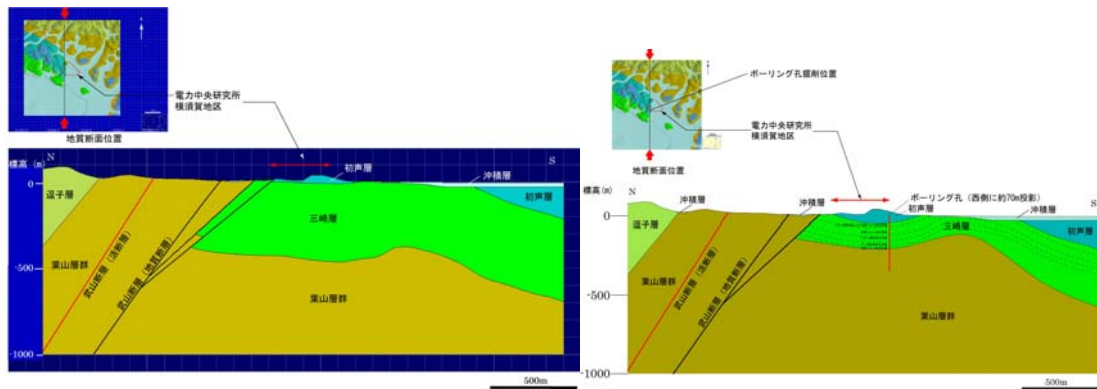 電力中央研究所
横須賀地区
地質断面位置
標高(m)
N
S
初声層
沖積層
0
逗子層
三崎層
初声層
武山断層(活断層)
武山断層(地質断層)
-500
葉山層群
葉山層群
-1000
500m
ボーリング孔掘削位置
電力中央研究所
横須賀地区
地質断面位置
標高(m)
N
S
沖積層
沖積層
ボーリング孔(西側に約70m投影)
初声層
沖積層
0
逗子層
三崎層
初声層
葉山層群
武山断層(活断層)
武山断層(地質断層)
-500
葉山層群
-1000
500m